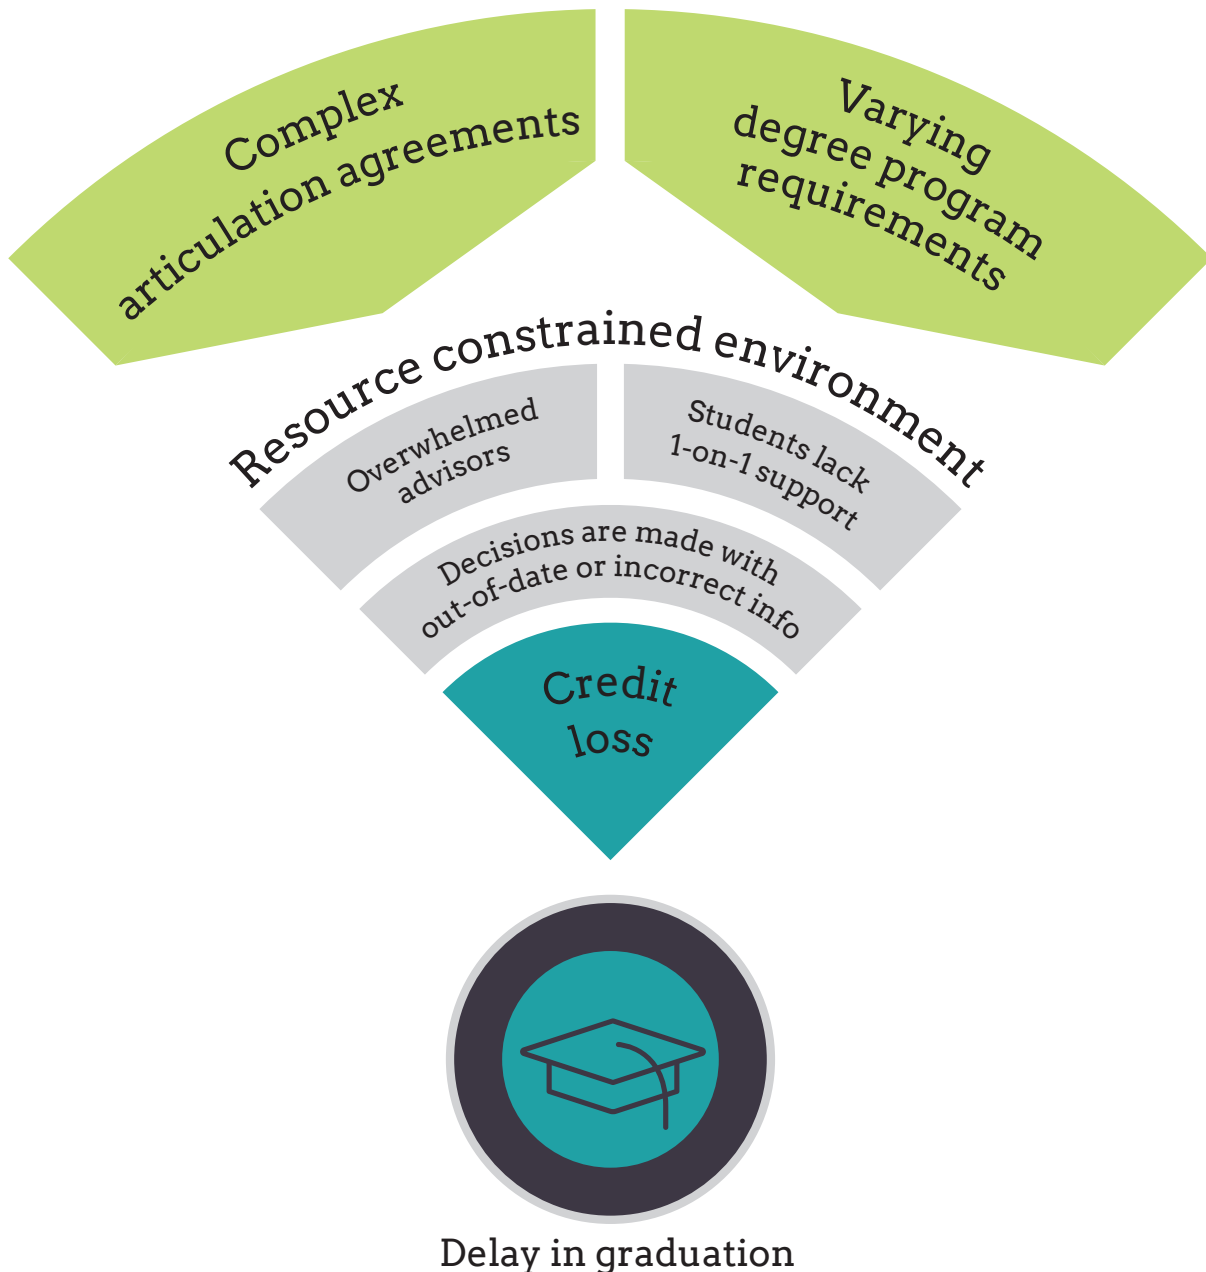 Complex
articulation agreements
Varying
degree program
requirements
Resource constrained environment
Overwhelmed
advisors
Students lack
1-on-1 support
Decisions are made with
out-of-date or incorrect info
Credit
loss
Delay in graduation